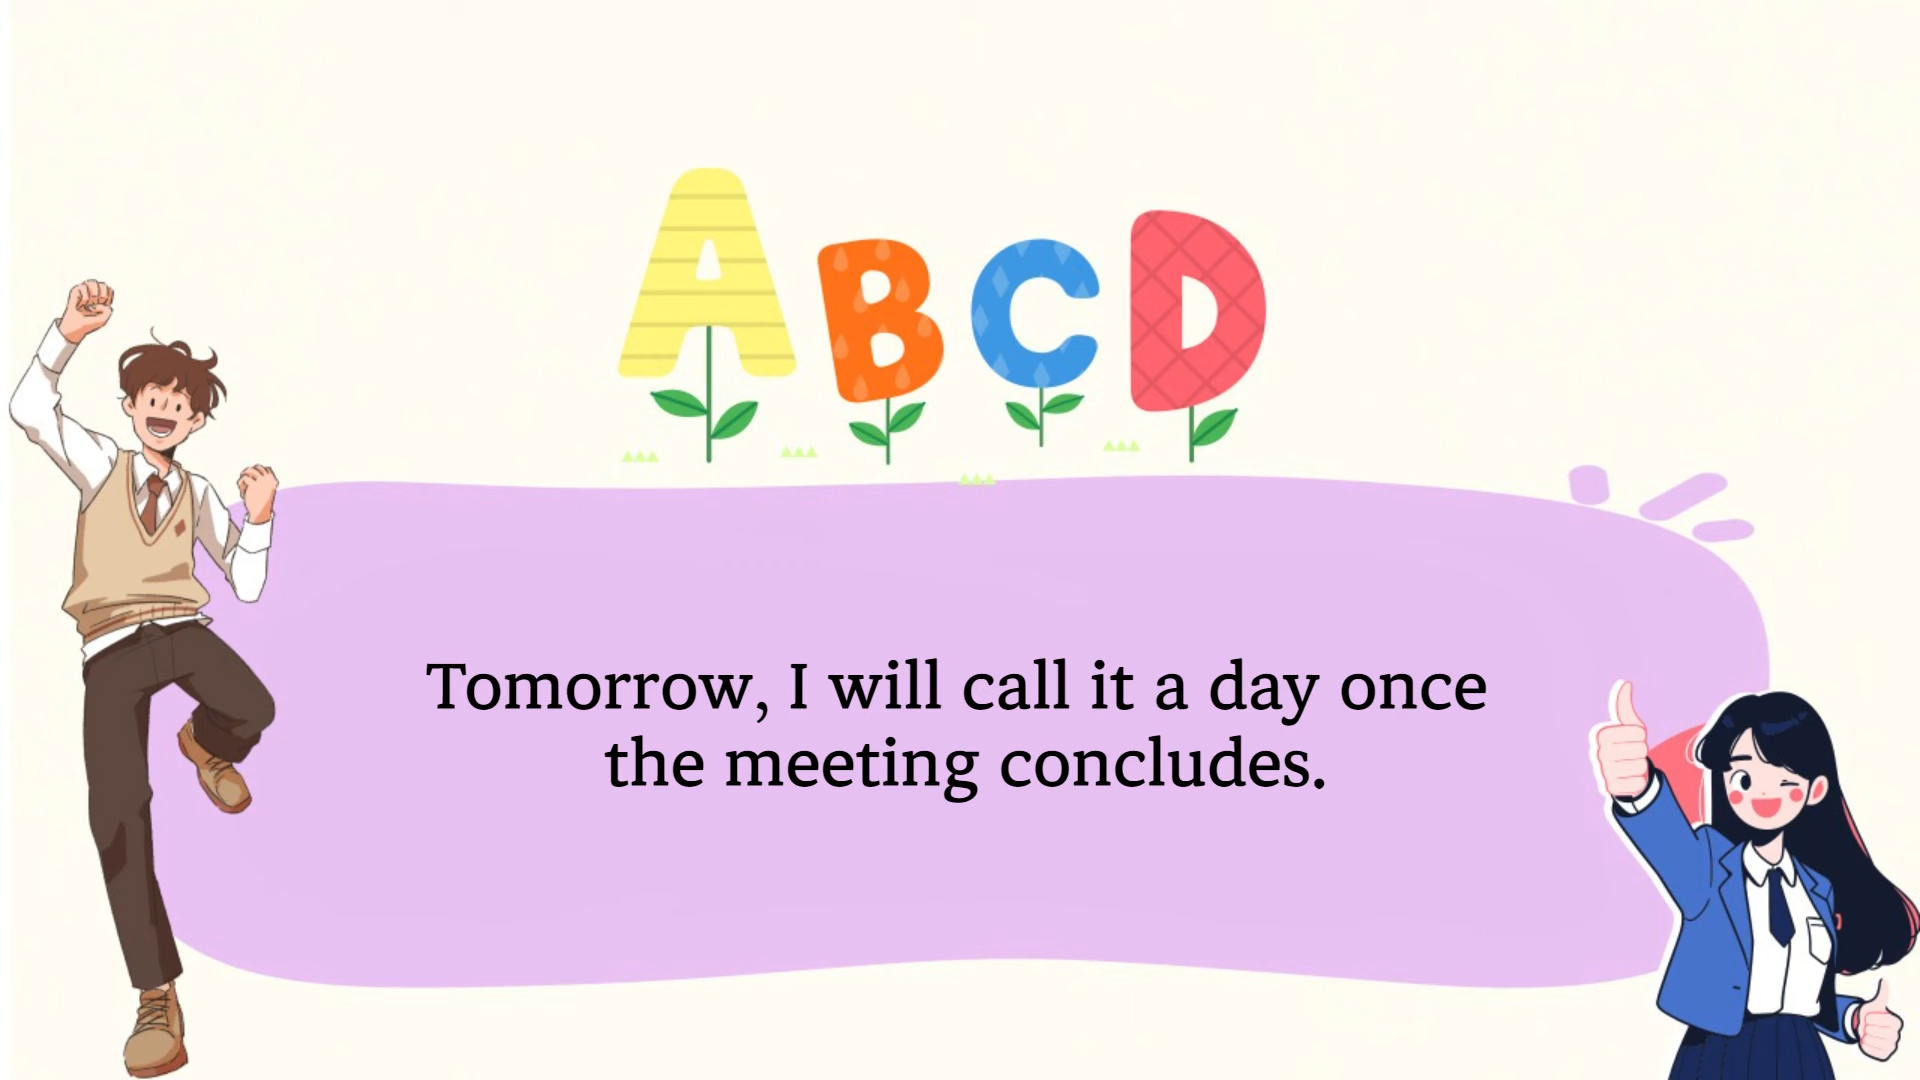 ABCD
Tomorrow, I will call it a day once
the meeting concludes.